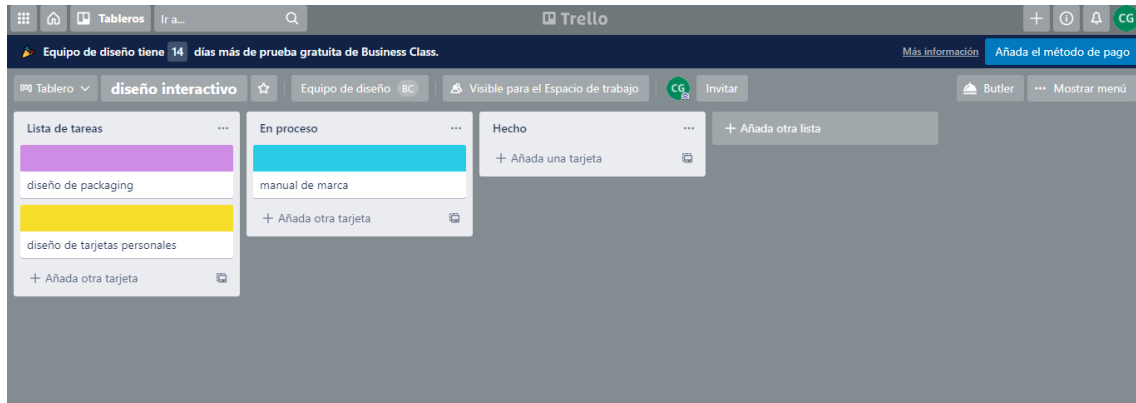 Tableros Ir a... Trello CG
Equipo de diseño tiene 14 días más de prueba gratuita de Business Class. Más información Añada el método de pago
Tablero diseño interactivo Equipo de diseño BC Visible para el Espacio de trabajo CG Invitar Butler ... Mostrar menú
Lista de tareas ...
diseño de packaging
diseño de tarjetas personales
+ Añada otra tarjeta
En proceso ...
manual de marca
+ Añada otra tarjeta
Hecho ...
+ Añada una tarjeta
+ Añada otra lista